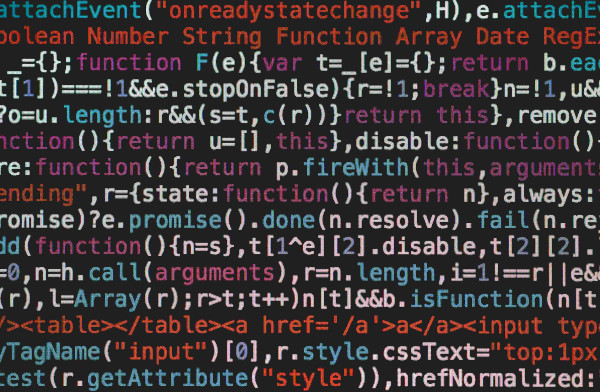 attachEvent("onreadystatechange",H),e.attachEv
oolean Number String Function Array Date RegEx
_={};function F(e){var t=_[e]={};return b.eac
t[1])===!1&&e.stopOnFalse){r=!1;break}n=!1,u&
?o=u.length:r&&(s=t,c(r))}return this},remove
nction(){return u=[],this},disable:function()
re:function(){return p.fireWith(this,arguments
ending",r={state:function(){return n},always:
romise)?e.promise().done(n.resolve).fail(n.re
dd(function(){n=s},t[1^e][2].disable,t[2][2].
=0,n=h.call(arguments),r=n.length,i=1!==r||e&
(r),l=Array(r);r>t;t++)n[t]&&b.isFunction(n[t
/><table></table><a href='/a'>a</a><input typ
yTagName("input")[0],r.style.cssText="top:1px
test(r.getAttribute("style")),hrefNormalized: